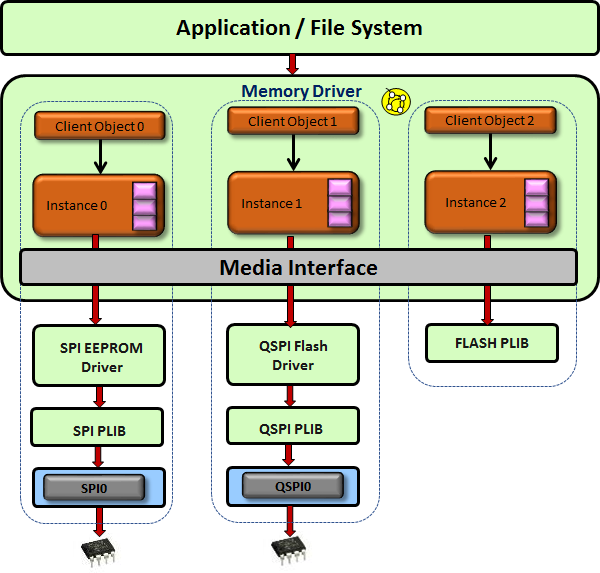 Application / File System
Memory Driver
Client Object 0
Client Object 1
Client Object 2
Instance 0
Instance 1
Instance 2
Media Interface
SPI EEPROM
Driver
QSPI Flash
Driver
FLASH PLIB
SPI PLIB
QSPI PLIB
SPI0
QSPI0